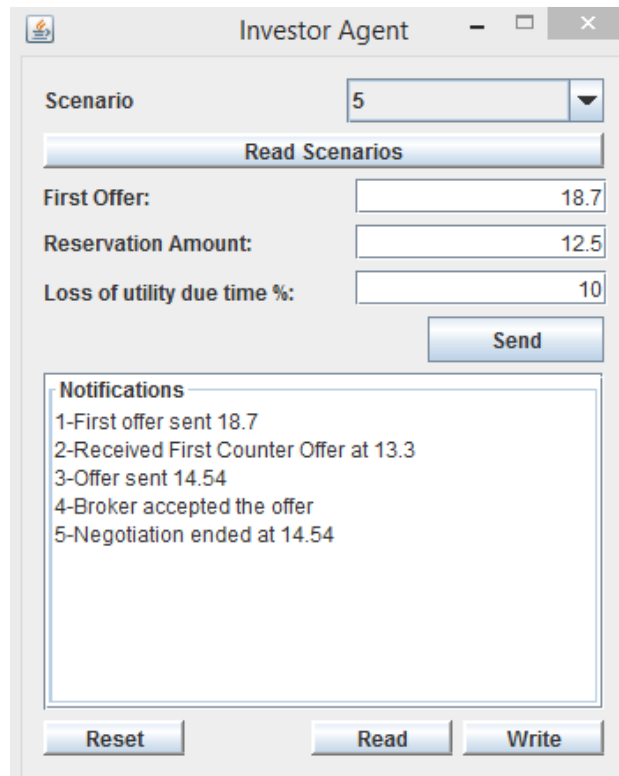 Investor Agent
Scenario 5
Read Scenarios
First Offer: 18.7
Reservation Amount: 12.5
Loss of utility due time %: 10
Send
Notifications
1-First offer sent 18.7
2-Received First Counter Offer at 13.3
3-Offer sent 14.54
4-Broker accepted the offer
5-Negotiation ended at 14.54
Reset Read Write